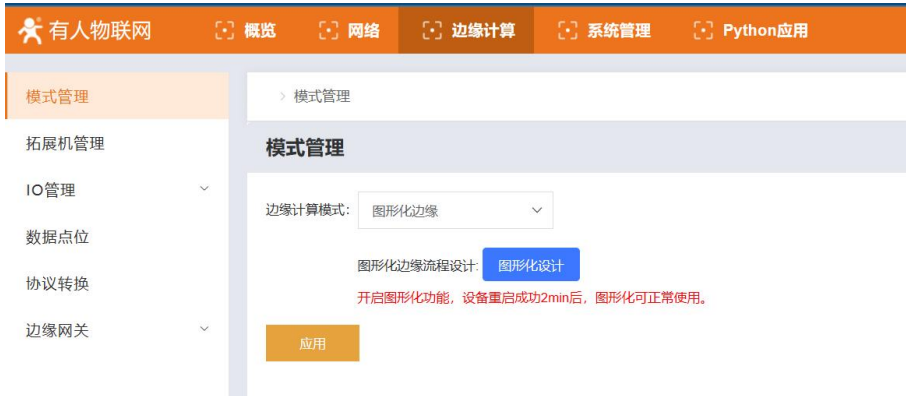 有人物联网 概览 网络 边缘计算 系统管理 Python应用
模式管理
拓展机管理
IO管理
数据点位
协议转换
边缘网关
> 模式管理
模式管理
边缘计算模式: 图形化边缘
图形化边缘流程设计: 图形化设计
开启图形化功能，设备重启成功2min后，图形化可正常使用。
应用